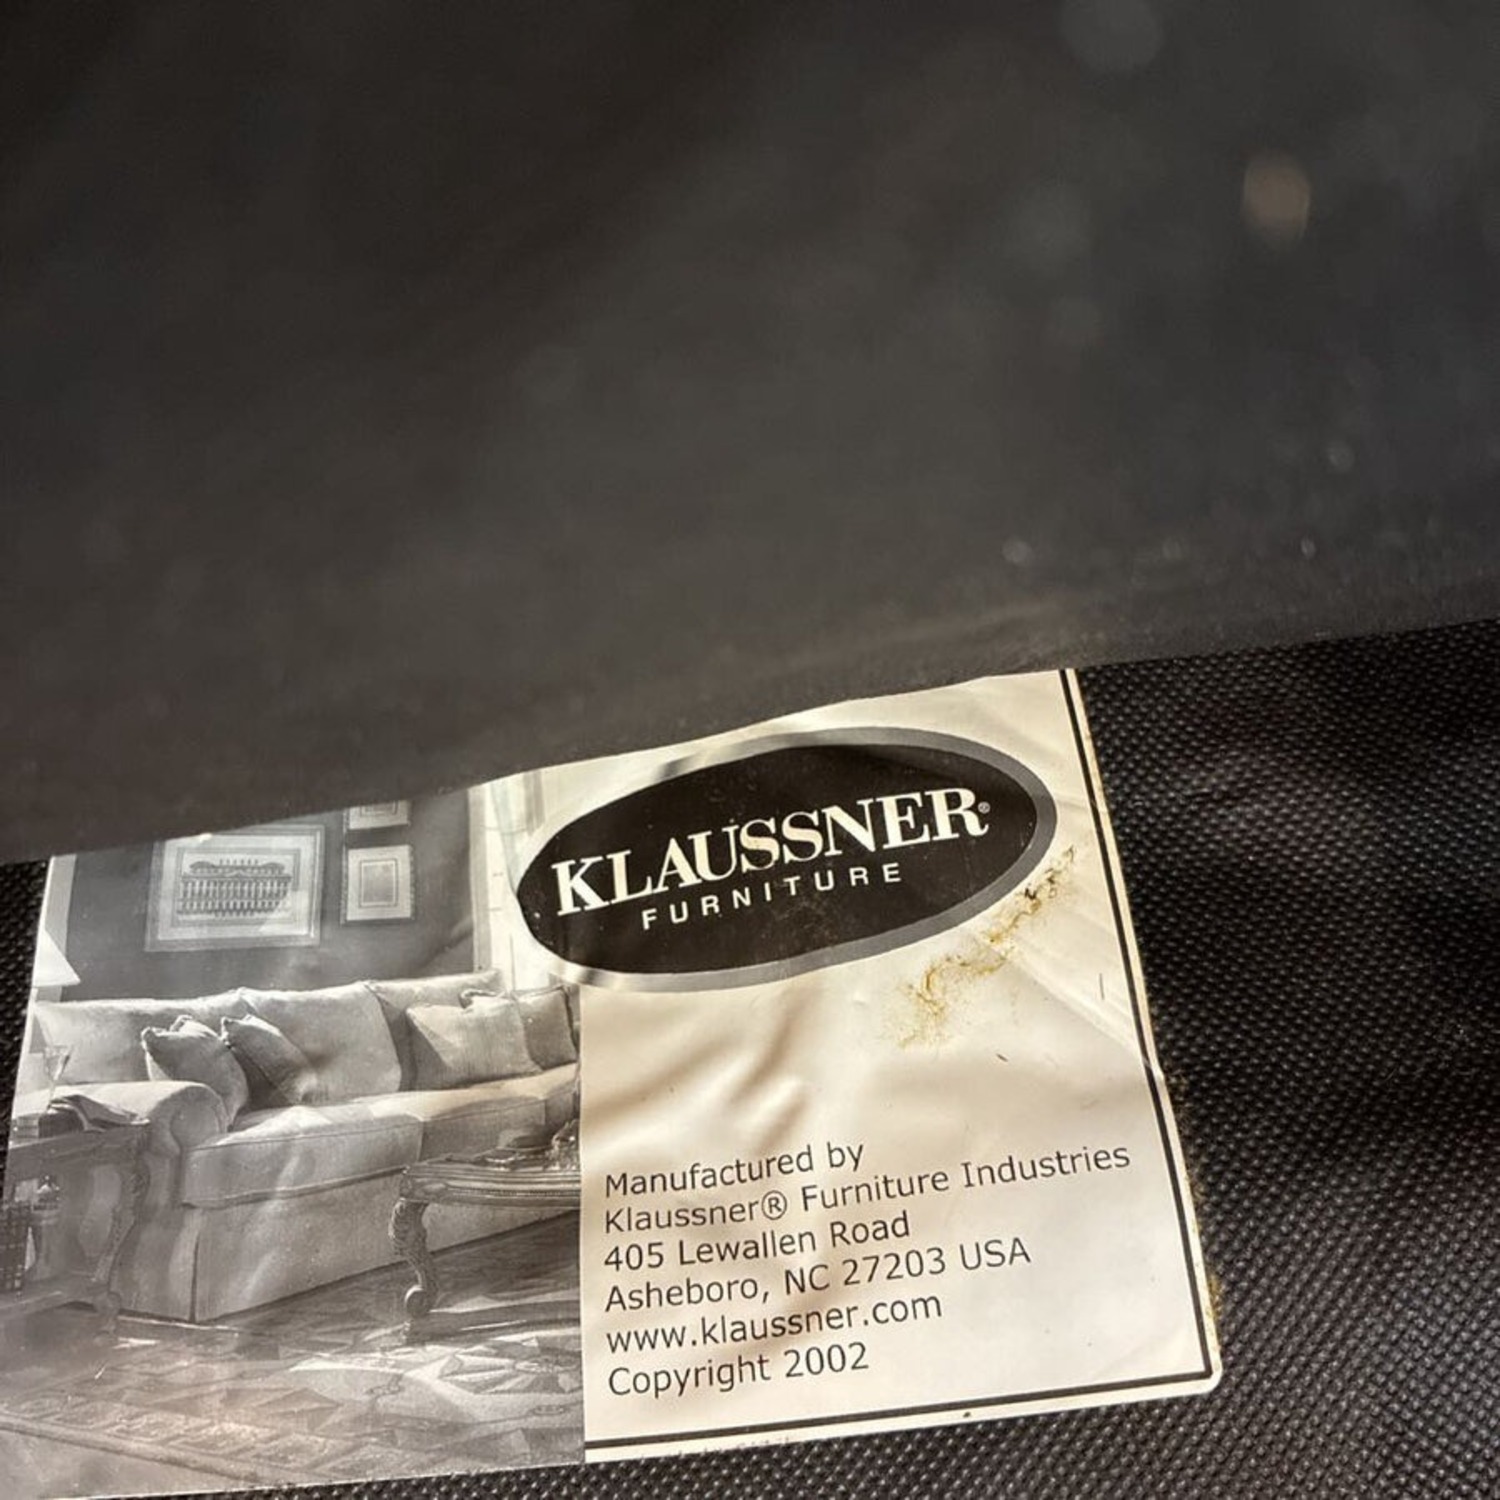 KLAUSSNER®
FURNITURE
Manufactured by
Klaussner® Furniture Industries
405 Lewallen Road
Asheboro, NC 27203 USA
www.klaussner.com
Copyright 2002